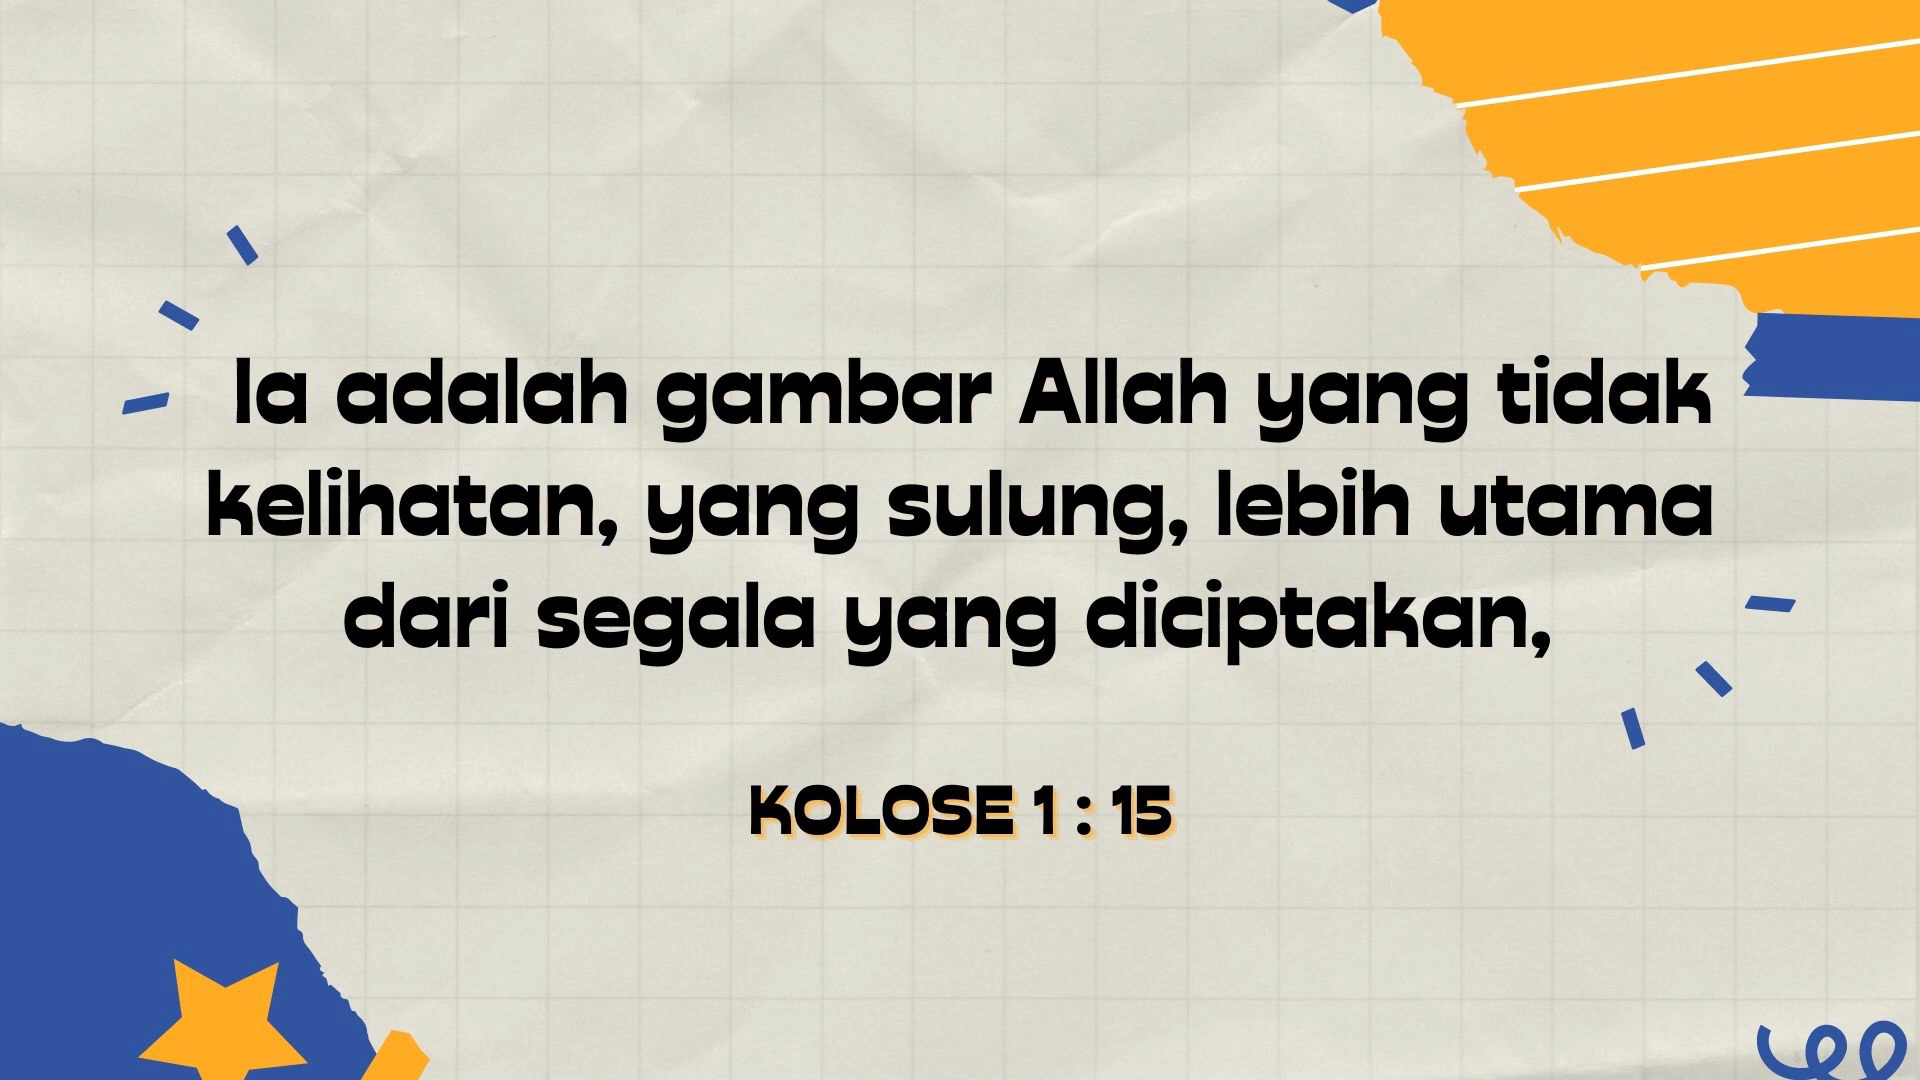 Ia adalah gambar Allah yang tidak
kelihatan, yang sulung, lebih utama
dari segala yang diciptakan,
KOLOSE 1 : 15